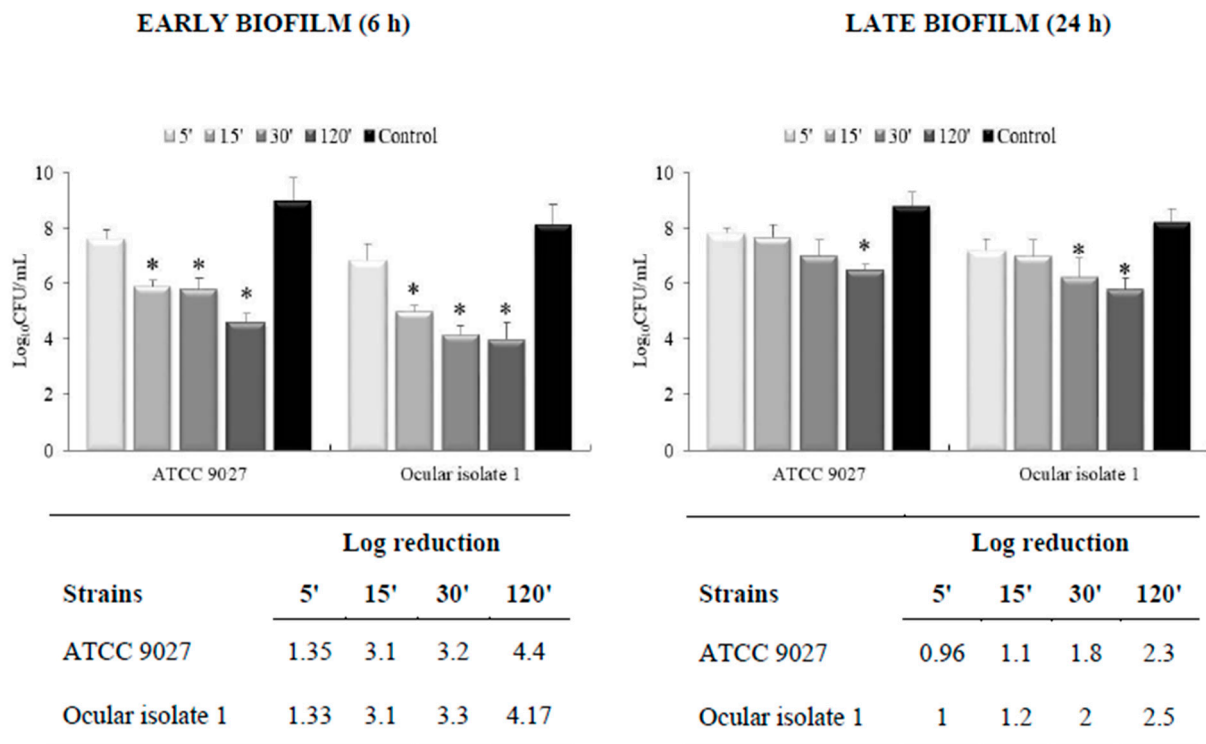 EARLY BIOFILM (6 h)
5' 15' 30' 120' Control
10
8
6
4
2
0
Log₁₀CFU/mL
* * *
* * *
ATCC 9027 Ocular isolate 1
Log reduction
Strains 5' 15' 30' 120'
ATCC 9027 1.35 3.1 3.2 4.4
Ocular isolate 1 1.33 3.1 3.3 4.17
LATE BIOFILM (24 h)
5' 15' 30' 120' Control
10
8
6
4
2
0
Log₁₀CFU/mL
*
* *
ATCC 9027 Ocular isolate 1
Log reduction
Strains 5' 15' 30' 120'
ATCC 9027 0.96 1.1 1.8 2.3
Ocular isolate 1 1 1.2 2 2.5